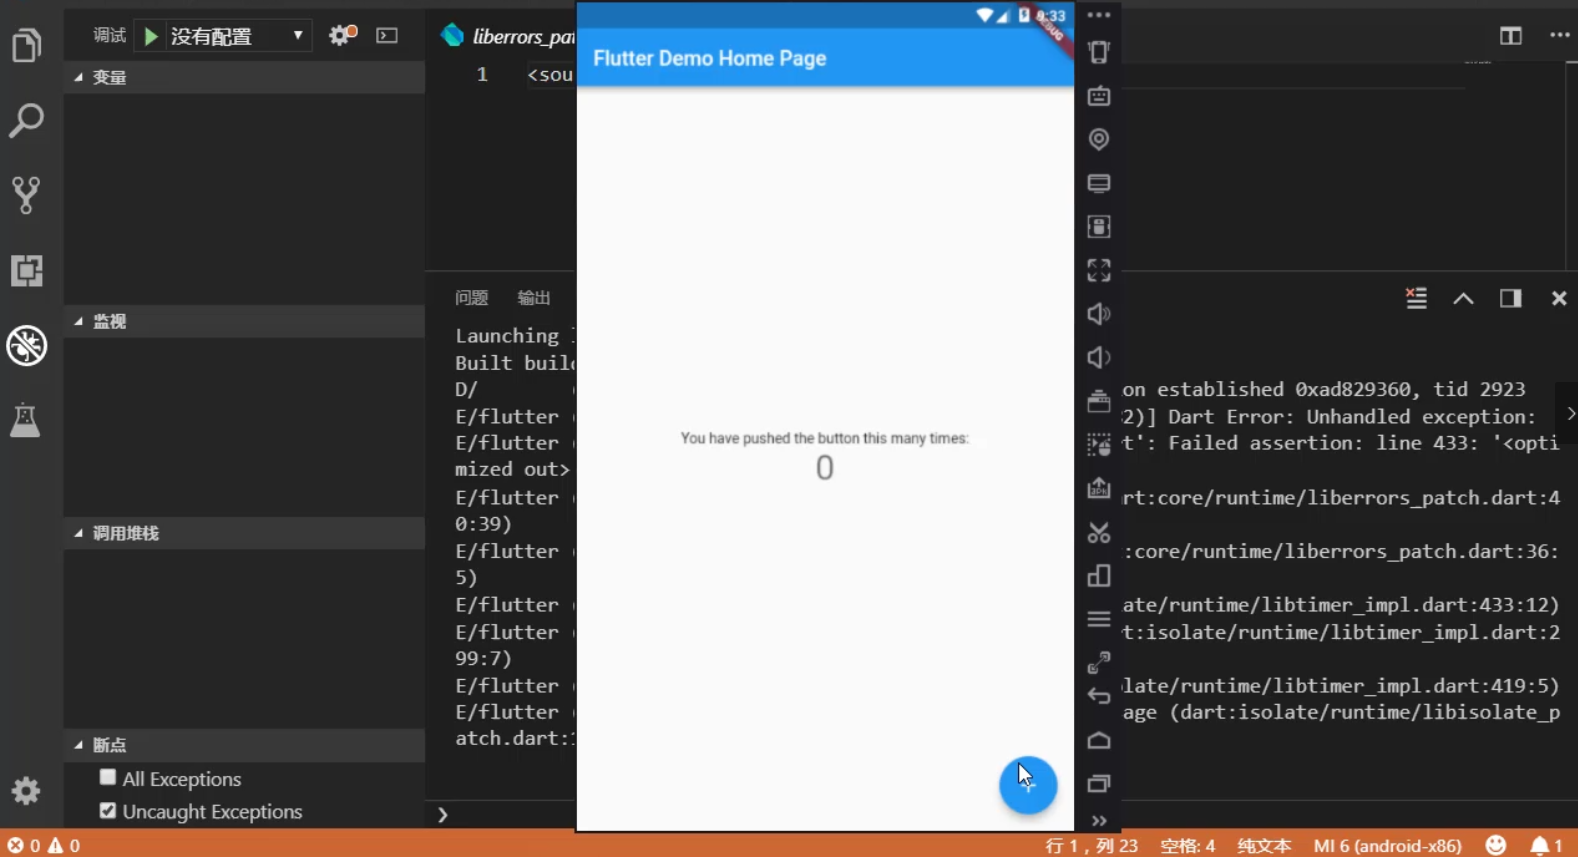 调试
没有配置
变量
监视
调用堆栈
断点
All Exceptions
Uncaught Exceptions
liberrors_pat
1
<sou
问题
输出
Launching
Built build
D/
on established 0xad829360, tid 2923
E/flutter
2)] Dart Error: Unhandled exception:
E/flutter
t': Failed assertion: line 433: '<opti
mized out>
E/flutter
rt:core/runtime/liberrors_patch.dart:4
0:39)
E/flutter
:core/runtime/liberrors_patch.dart:36:
5)
E/flutter
ate/runtime/libtimer_impl.dart:433:12)
E/flutter
t:isolate/runtime/libtimer_impl.dart:2
99:7)
E/flutter
late/runtime/libtimer_impl.dart:419:5)
E/flutter
age (dart:isolate/runtime/libisolate_p
atch.dart:
8:33
DEBUG
Flutter Demo Home Page
You have pushed the button this many times:
0
0 0
行 1，列 23
空格: 4
纯文本
MI 6 (android-x86)
1